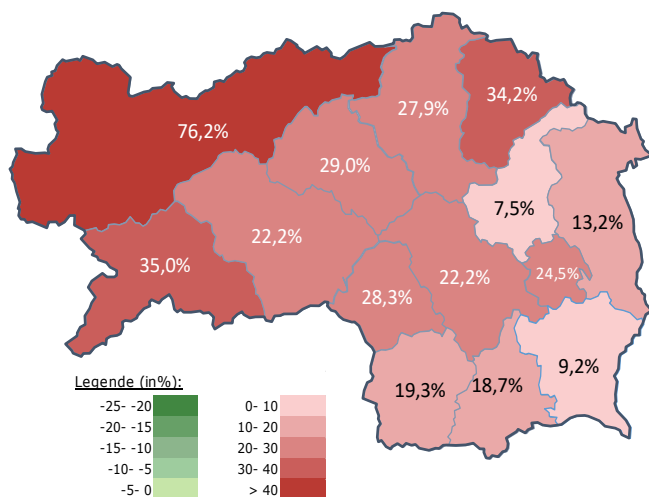 34,2%
27,9%
76,2%
29,0%
7,5%
13,2%
22,2%
35,0%
22,2%
24,5%
28,3%
9,2%
19,3%
18,7%
Legende (in%):
-25- -20 0- 10
-20- -15 10- 20
-15- -10 20- 30
-10- -5 30- 40
-5- 0 > 40